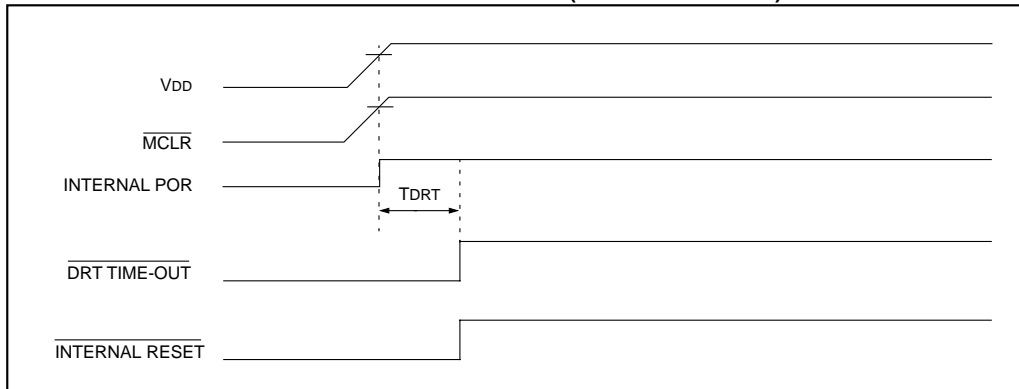 VDD
MCLR
INTERNAL POR
TDRT
DRT TIME-OUT
INTERNAL RESET